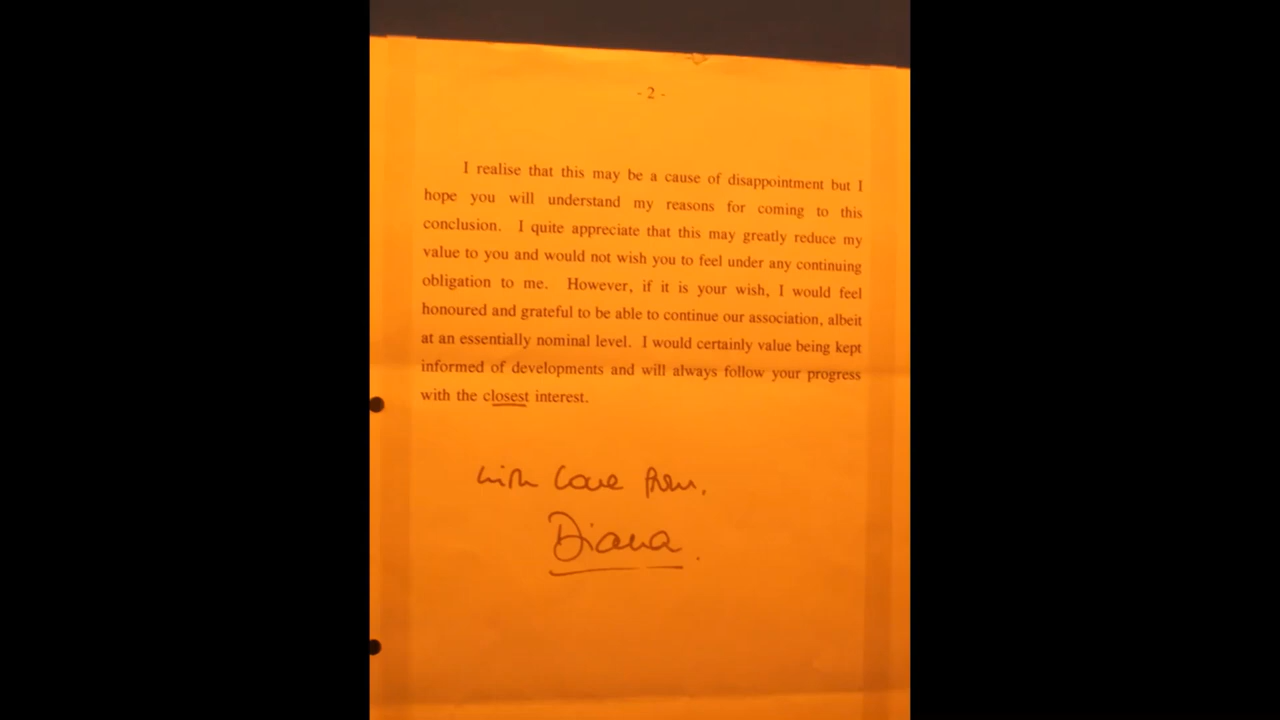 - 2 -
I realise that this may be a cause of disappointment but I
hope you will understand my reasons for coming to this
conclusion. I quite appreciate that this may greatly reduce my
value to you and would not wish you to feel under any continuing
obligation to me. However, if it is your wish, I would feel
honoured and grateful to be able to continue our association, albeit
at an essentially nominal level. I would certainly value being kept
informed of developments and will always follow your progress
with the closest interest.
with love from,
Diana.